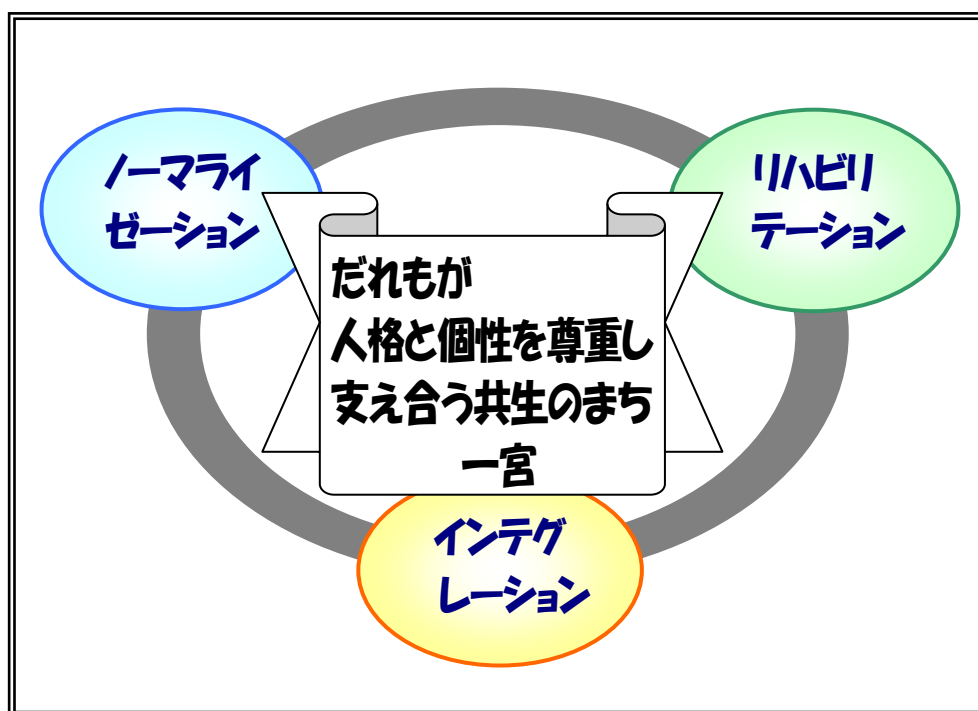 ノーマライ
ゼーション
リハビリ
テーション
だれもが
人格と個性を尊重し
支え合う共生のまち
一宮
インテグ
レーション